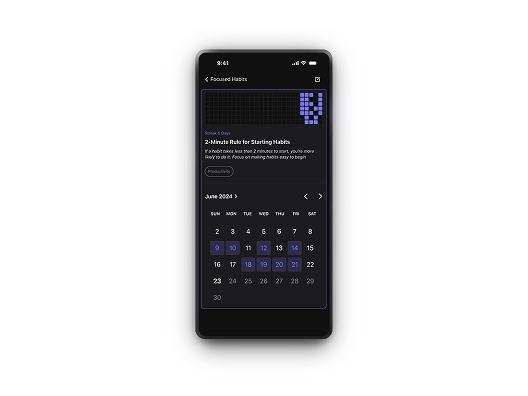 9:41
Focused Habits
Streak 5 Days
2-Minute Rule for Starting Habits
If a habit takes less than 2 minutes to start, you're more
likely to do it. Focus on making habits easy to begin
Productivity
June 2024
SUN MON TUE WED THU FRI SAT
2 3 4 5 6 7 8
9 10 11 12 13 14 15
16 17 18 19 20 21 22
23 24 25 26 27 28 29
30